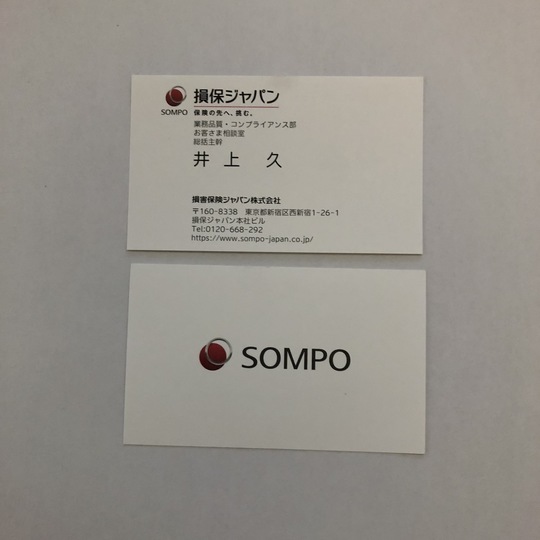 損保ジャパン
SOMPO
保険の先へ、挑む。
業務品質・コンプライアンス部
お客さま相談室
総括主幹
井上 久
損害保険ジャパン株式会社
〒160-8338 東京都新宿区西新宿1-26-1
損保ジャパン本社ビル
Tel:0120-668-292
https://www.sompo-japan.co.jp/
SOMPO